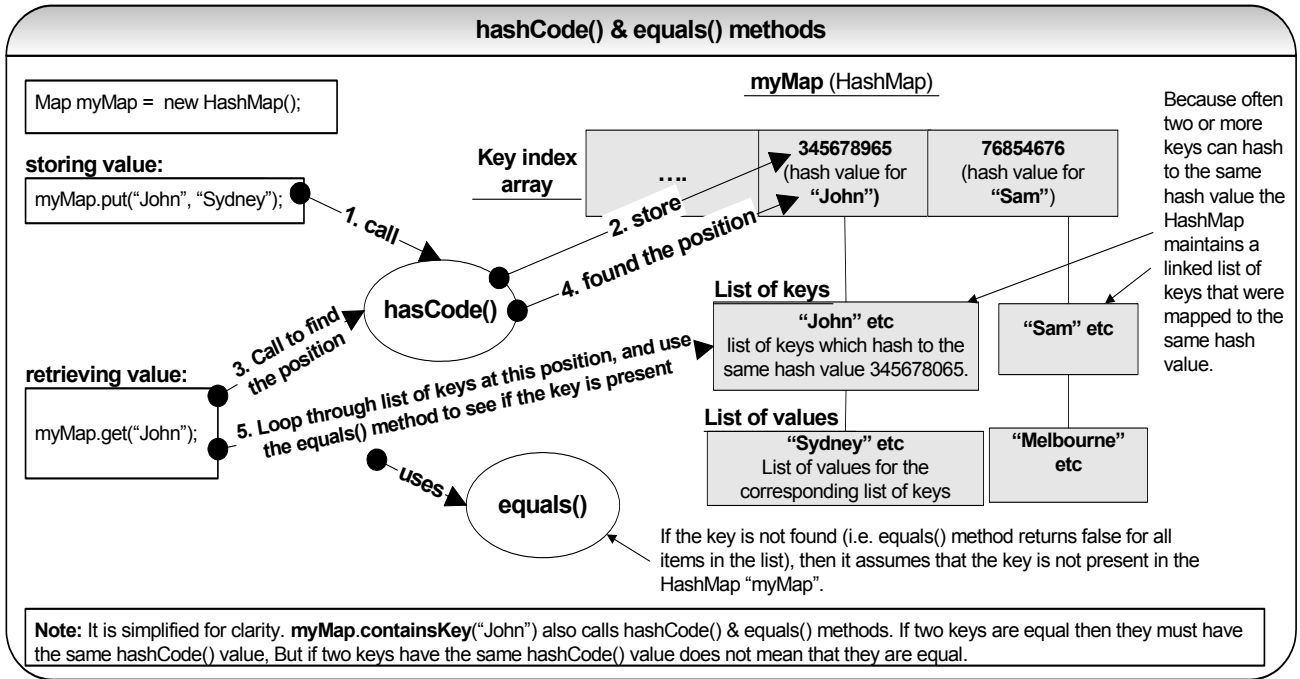 hashCode() & equals() methods
Map myMap = new HashMap();
storing value:
myMap.put(“John”, “Sydney”);
1. call
hasCode()
2. store
3. Call to find
the position
4. found the position
retrieving value:
myMap.get(“John”);
5. Loop through list of keys at this position, and use
the equals() method to see if the key is present
uses
equals()
myMap (HashMap)
Key index
array
....
345678965
(hash value for
“John”)
76854676
(hash value for
“Sam”)
List of keys
“John” etc
list of keys which hash to the
same hash value 345678065.
“Sam” etc
List of values
“Sydney” etc
List of values for the
corresponding list of keys
“Melbourne”
etc
Because often
two or more
keys can hash
to the same
hash value the
HashMap
maintains a
linked list of
keys that were
mapped to the
same hash
value.
If the key is not found (i.e. equals() method returns false for all
items in the list), then it assumes that the key is not present in the
HashMap “myMap”.
Note: It is simplified for clarity. myMap.containsKey(“John”) also calls hashCode() & equals() methods. If two keys are equal then they must have
the same hashCode() value, But if two keys have the same hashCode() value does not mean that they are equal.